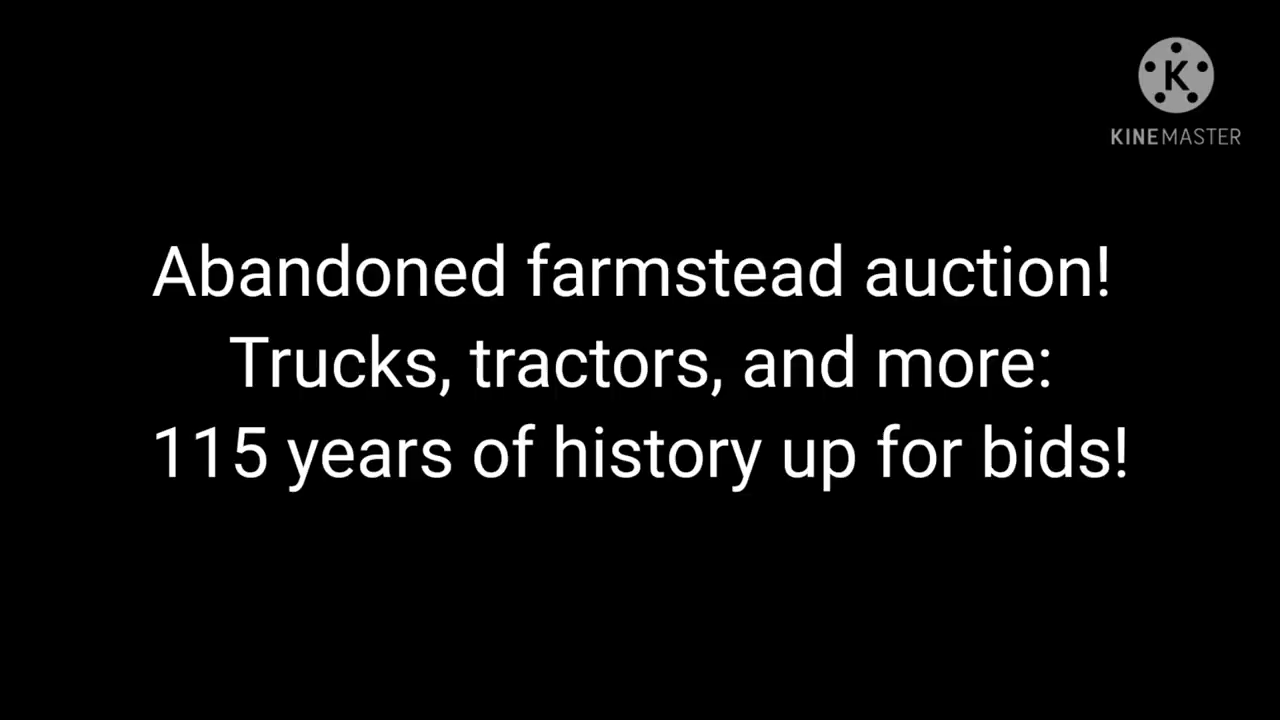 K
KINEMASTER
Abandoned farmstead auction!
Trucks, tractors, and more:
115 years of history up for bids!